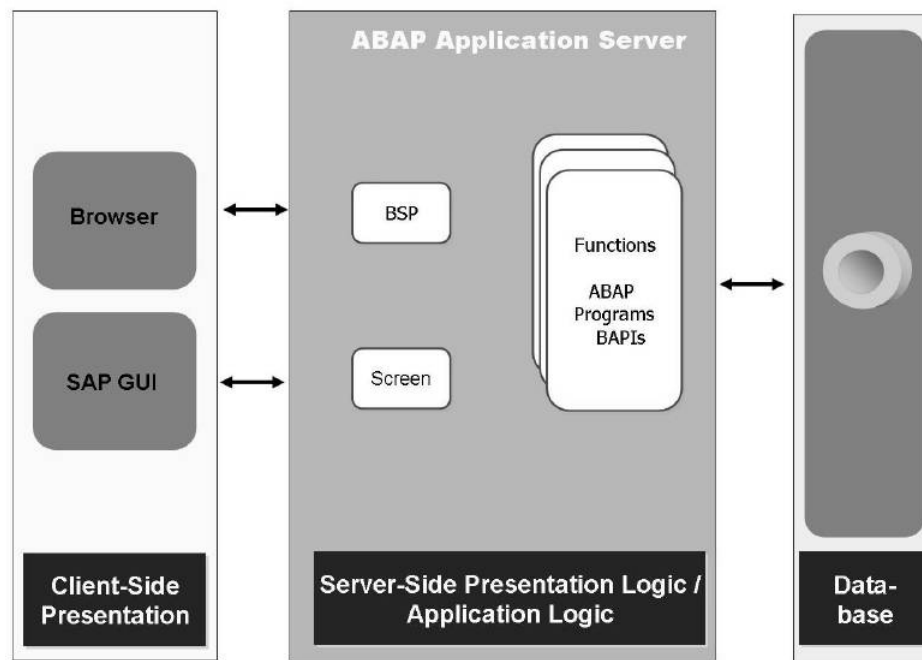 ABAP Application Server
Browser
SAP GUI
BSP
Screen
Functions
ABAP
Programs
BAPIs
Client-Side
Presentation
Server-Side Presentation Logic /
Application Logic
Data-
base